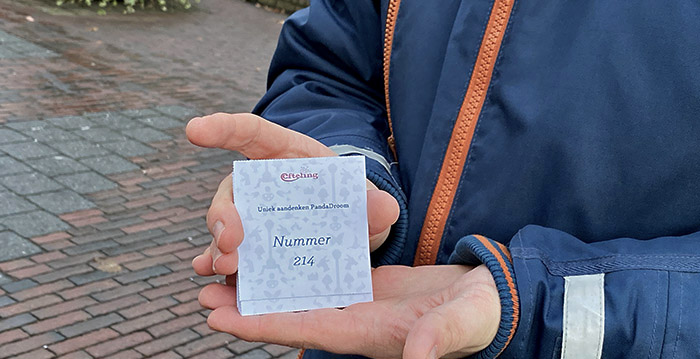 Efteling
Uniek aandenken PandaDroom
Nummer
214